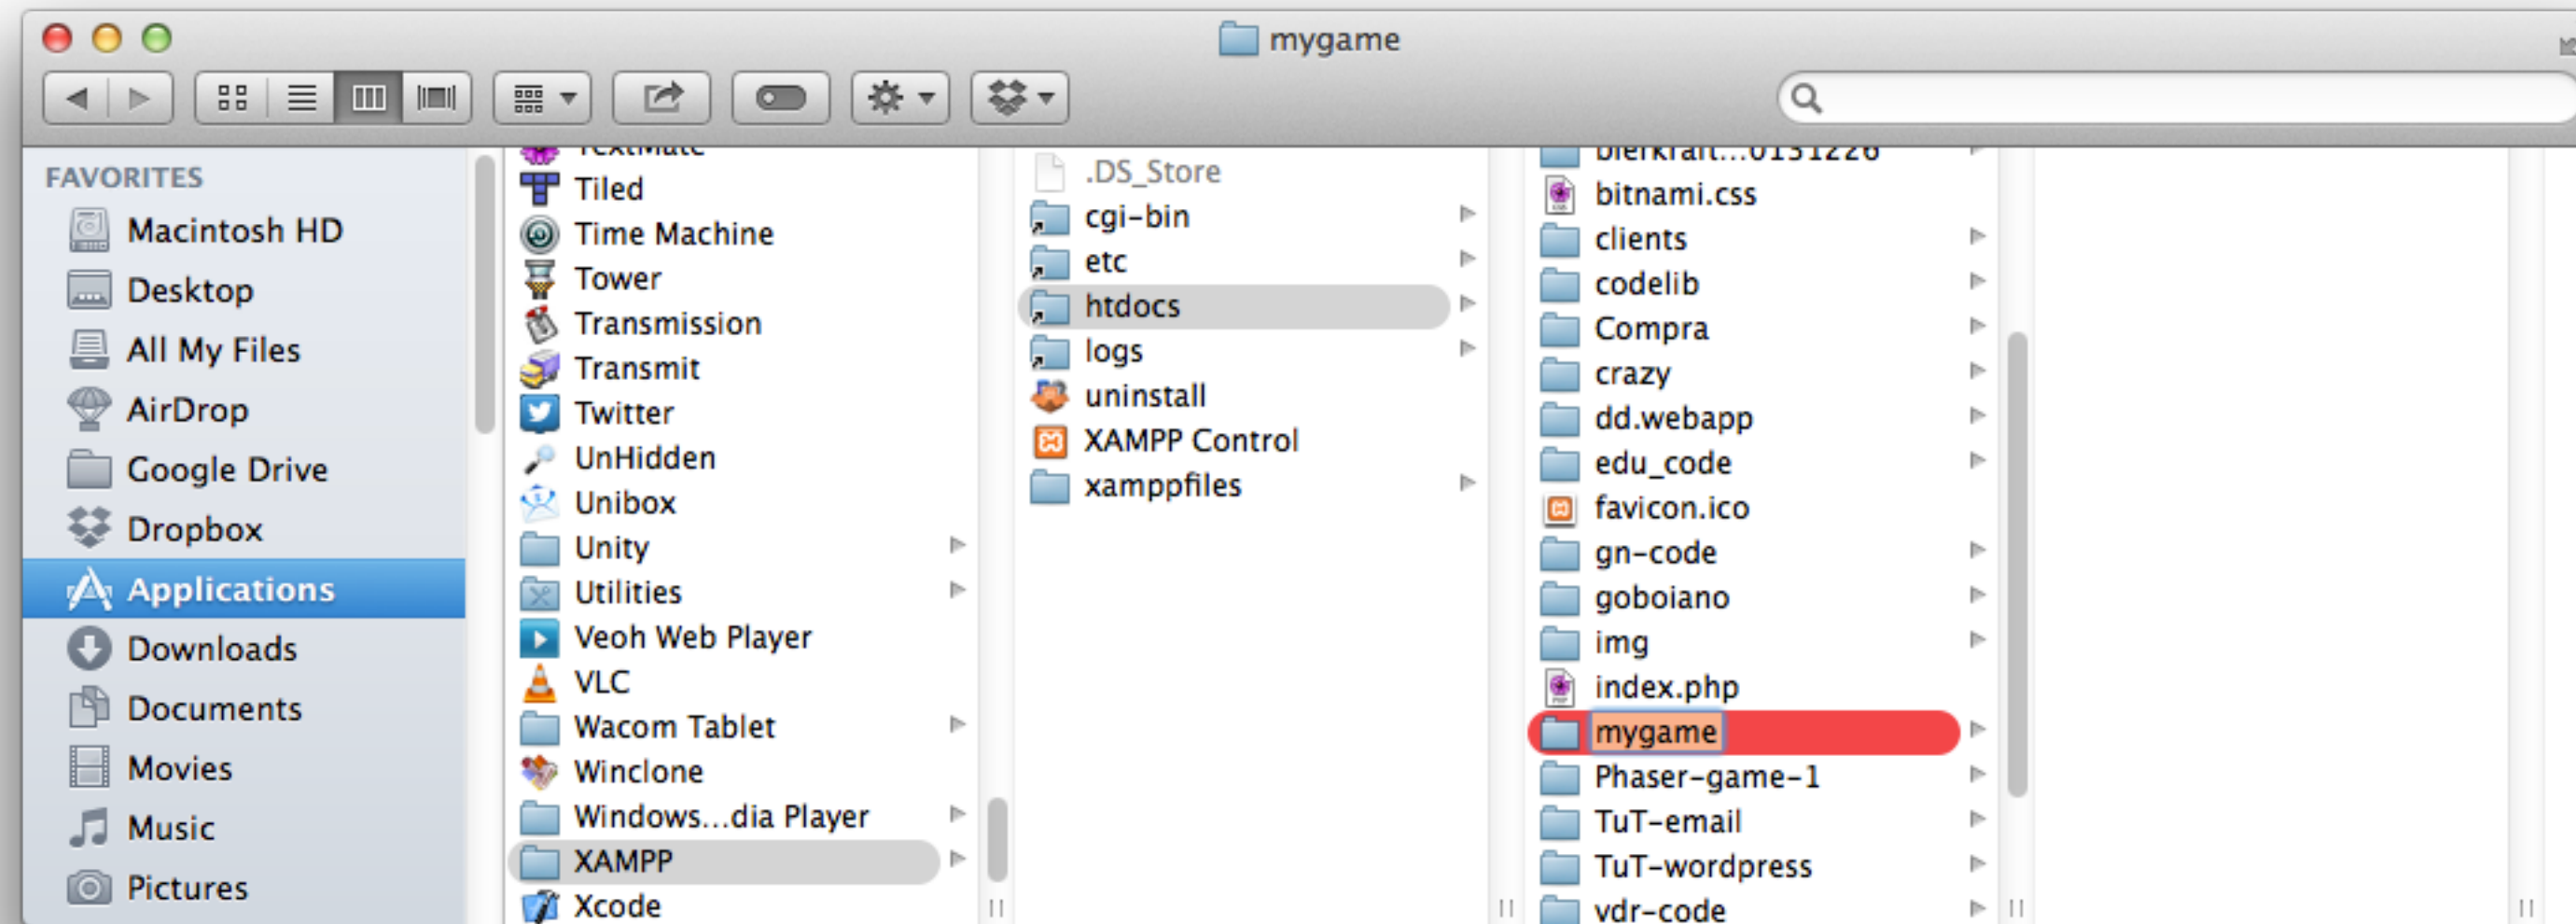 mygame
FAVORITES
Macintosh HD
Desktop
All My Files
AirDrop
Google Drive
Dropbox
Applications
Downloads
Documents
Movies
Music
Pictures
TextMate
Tiled
Time Machine
Tower
Transmission
Transmit
Twitter
UnHidden
Unibox
Unity
Utilities
Veoh Web Player
VLC
Wacom Tablet
Winclone
Windows...dia Player
XAMPP
Xcode
.DS_Store
cgi-bin
etc
htdocs
logs
uninstall
XAMPP Control
xamppfiles
bierkraft...0131226
bitnami.css
clients
codelib
Compra
crazy
dd.webapp
edu_code
favicon.ico
gn-code
goboiano
img
index.php
mygame
Phaser-game-1
TuT-email
TuT-wordpress
vdr-code